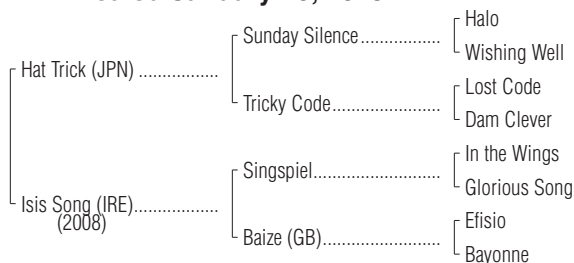 Halo
Sunday Silence....................
Wishing Well
Hat Trick (JPN) ................
Lost Code
Tricky Code......................
Dam Clever
In the Wings
Singspiel.........................
Glorious Song
Isis Song (IRE).................
(2008)
Efisio
Baize (GB)........................
Bayonne